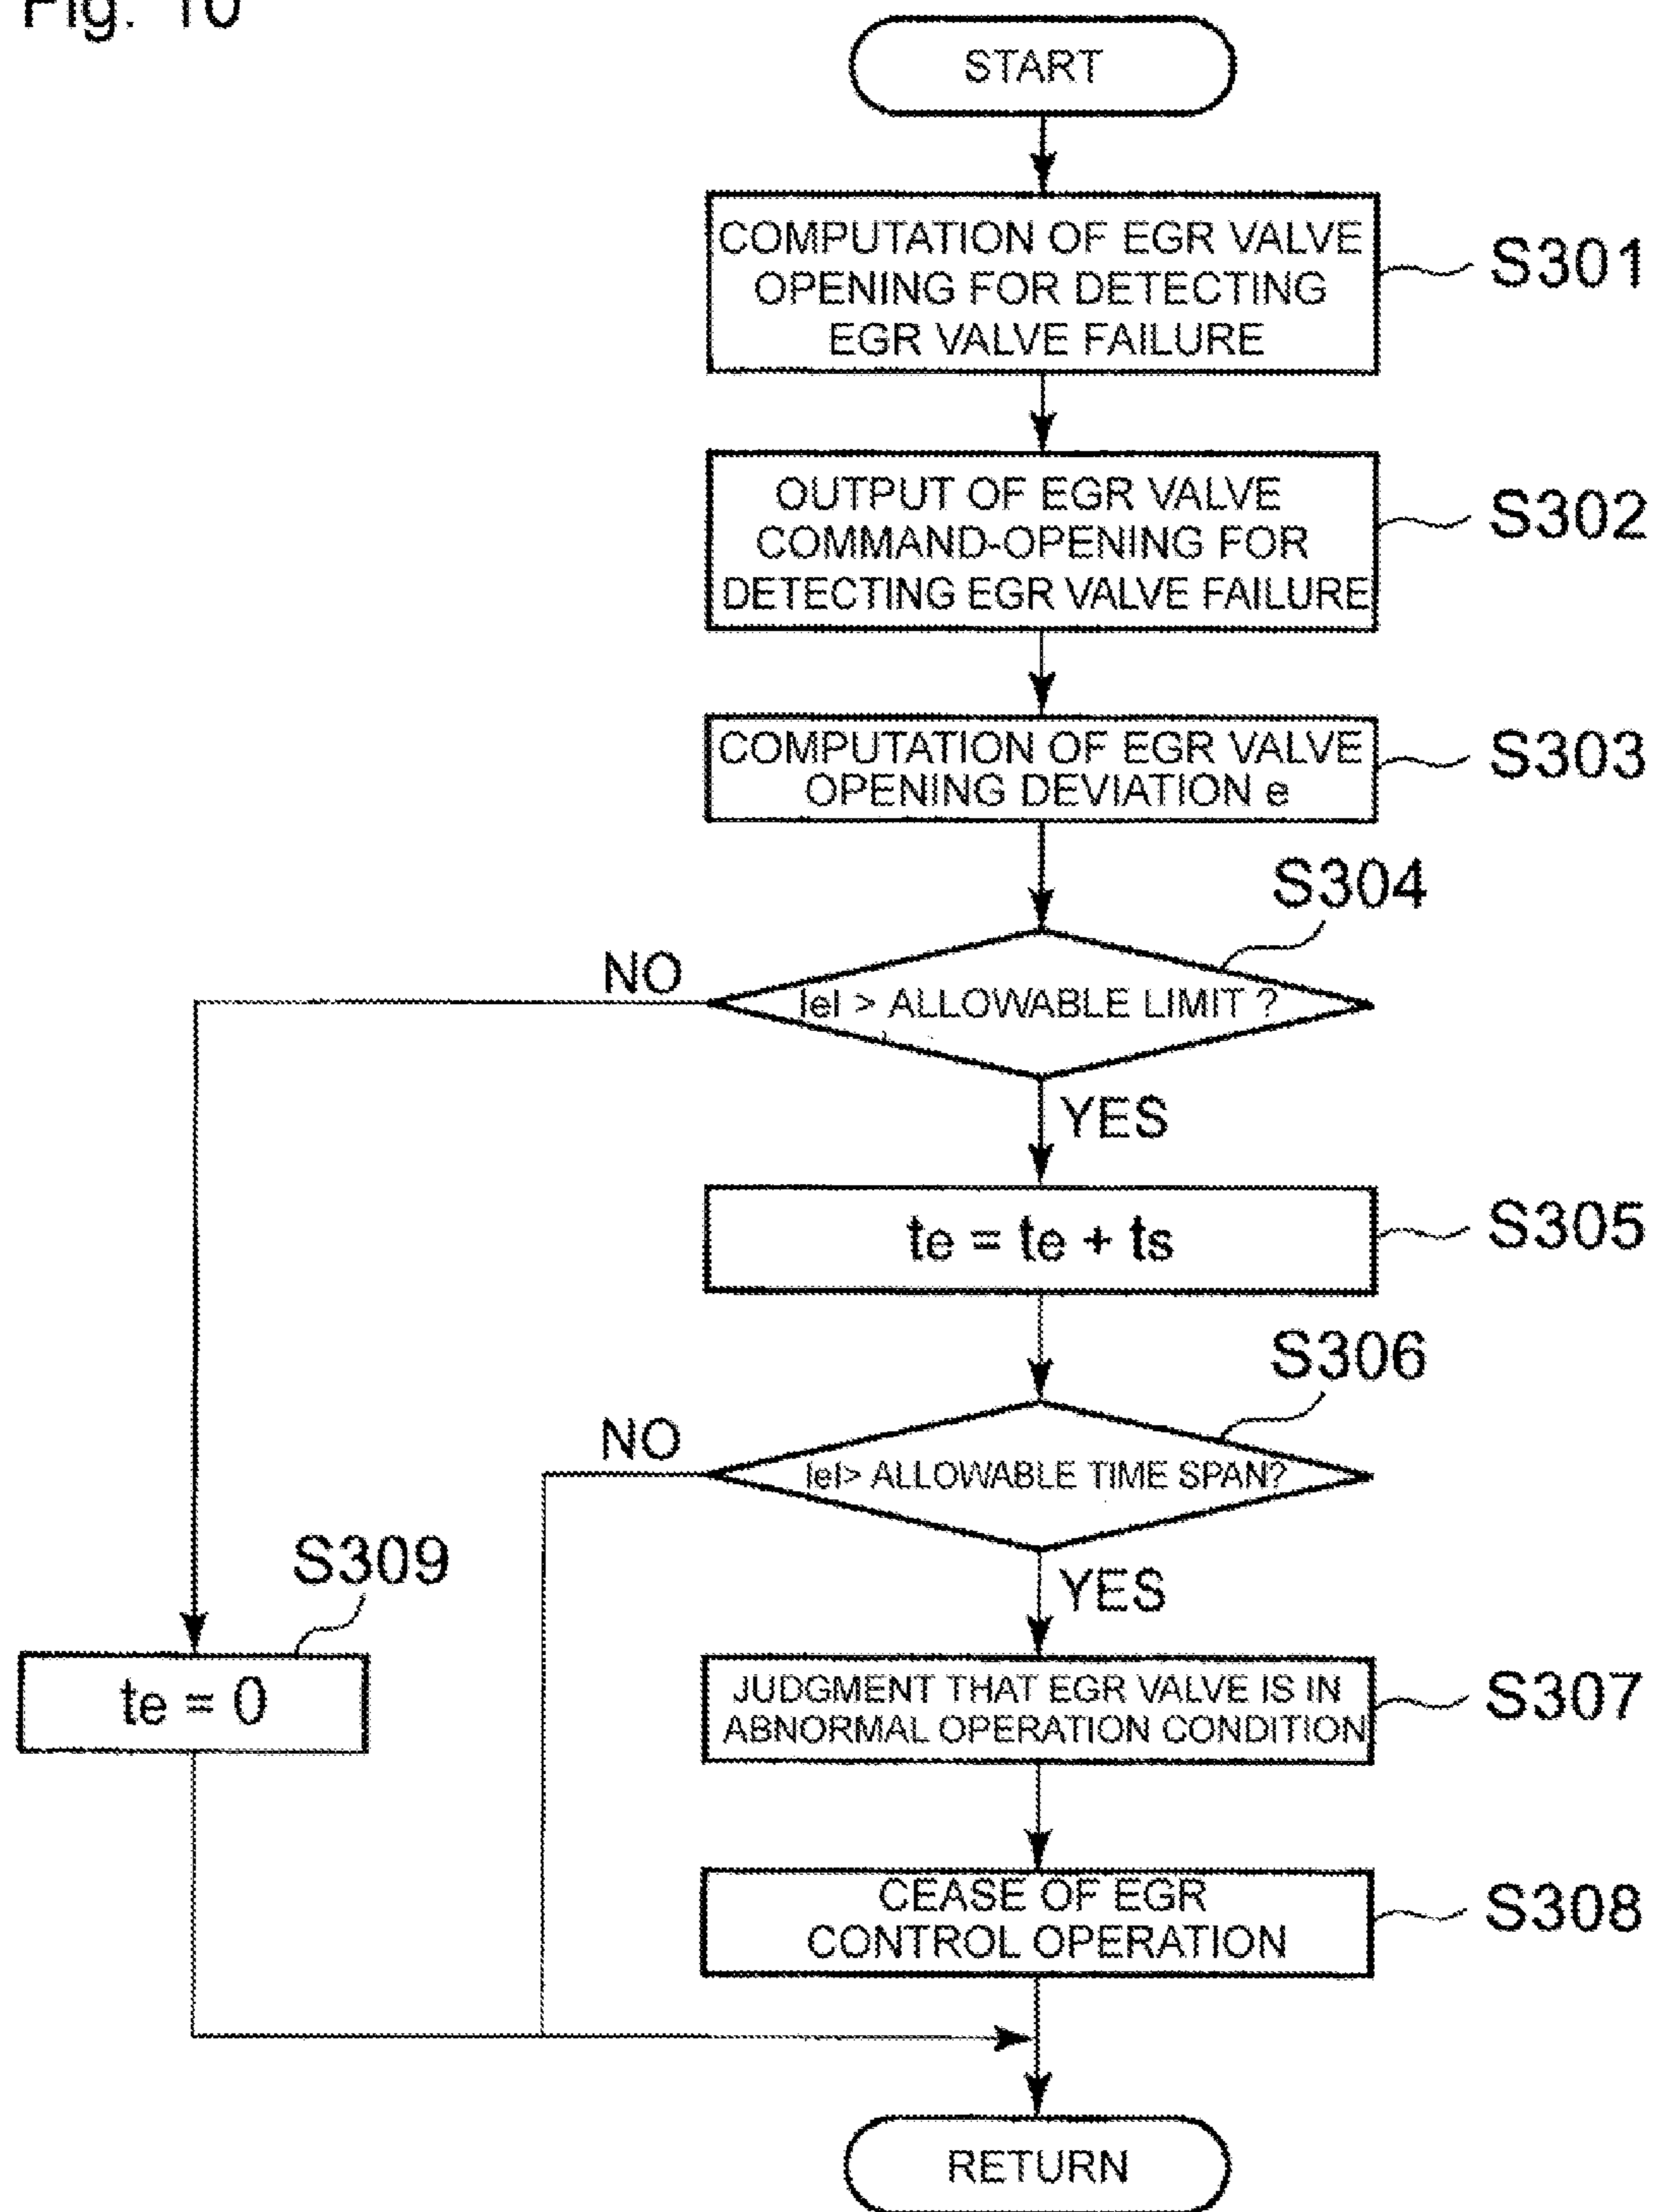 Fig. 10
START
COMPUTATION OF EGR VALVE
OPENING FOR DETECTING
EGR VALVE FAILURE
S301
OUTPUT OF EGR VALVE
COMMAND-OPENING FOR
DETECTING EGR VALVE FAILURE
S302
COMPUTATION OF EGR VALVE
OPENING DEVIATION e
S303
S304
NO
|e| > ALLOWABLE LIMIT ?
YES
te = te + ts
S305
S306
NO
|e|> ALLOWABLE TIME SPAN?
YES
S309
te = 0
JUDGMENT THAT EGR VALVE IS IN
ABNORMAL OPERATION CONDITION
S307
CEASE OF EGR
CONTROL OPERATION
S308
RETURN